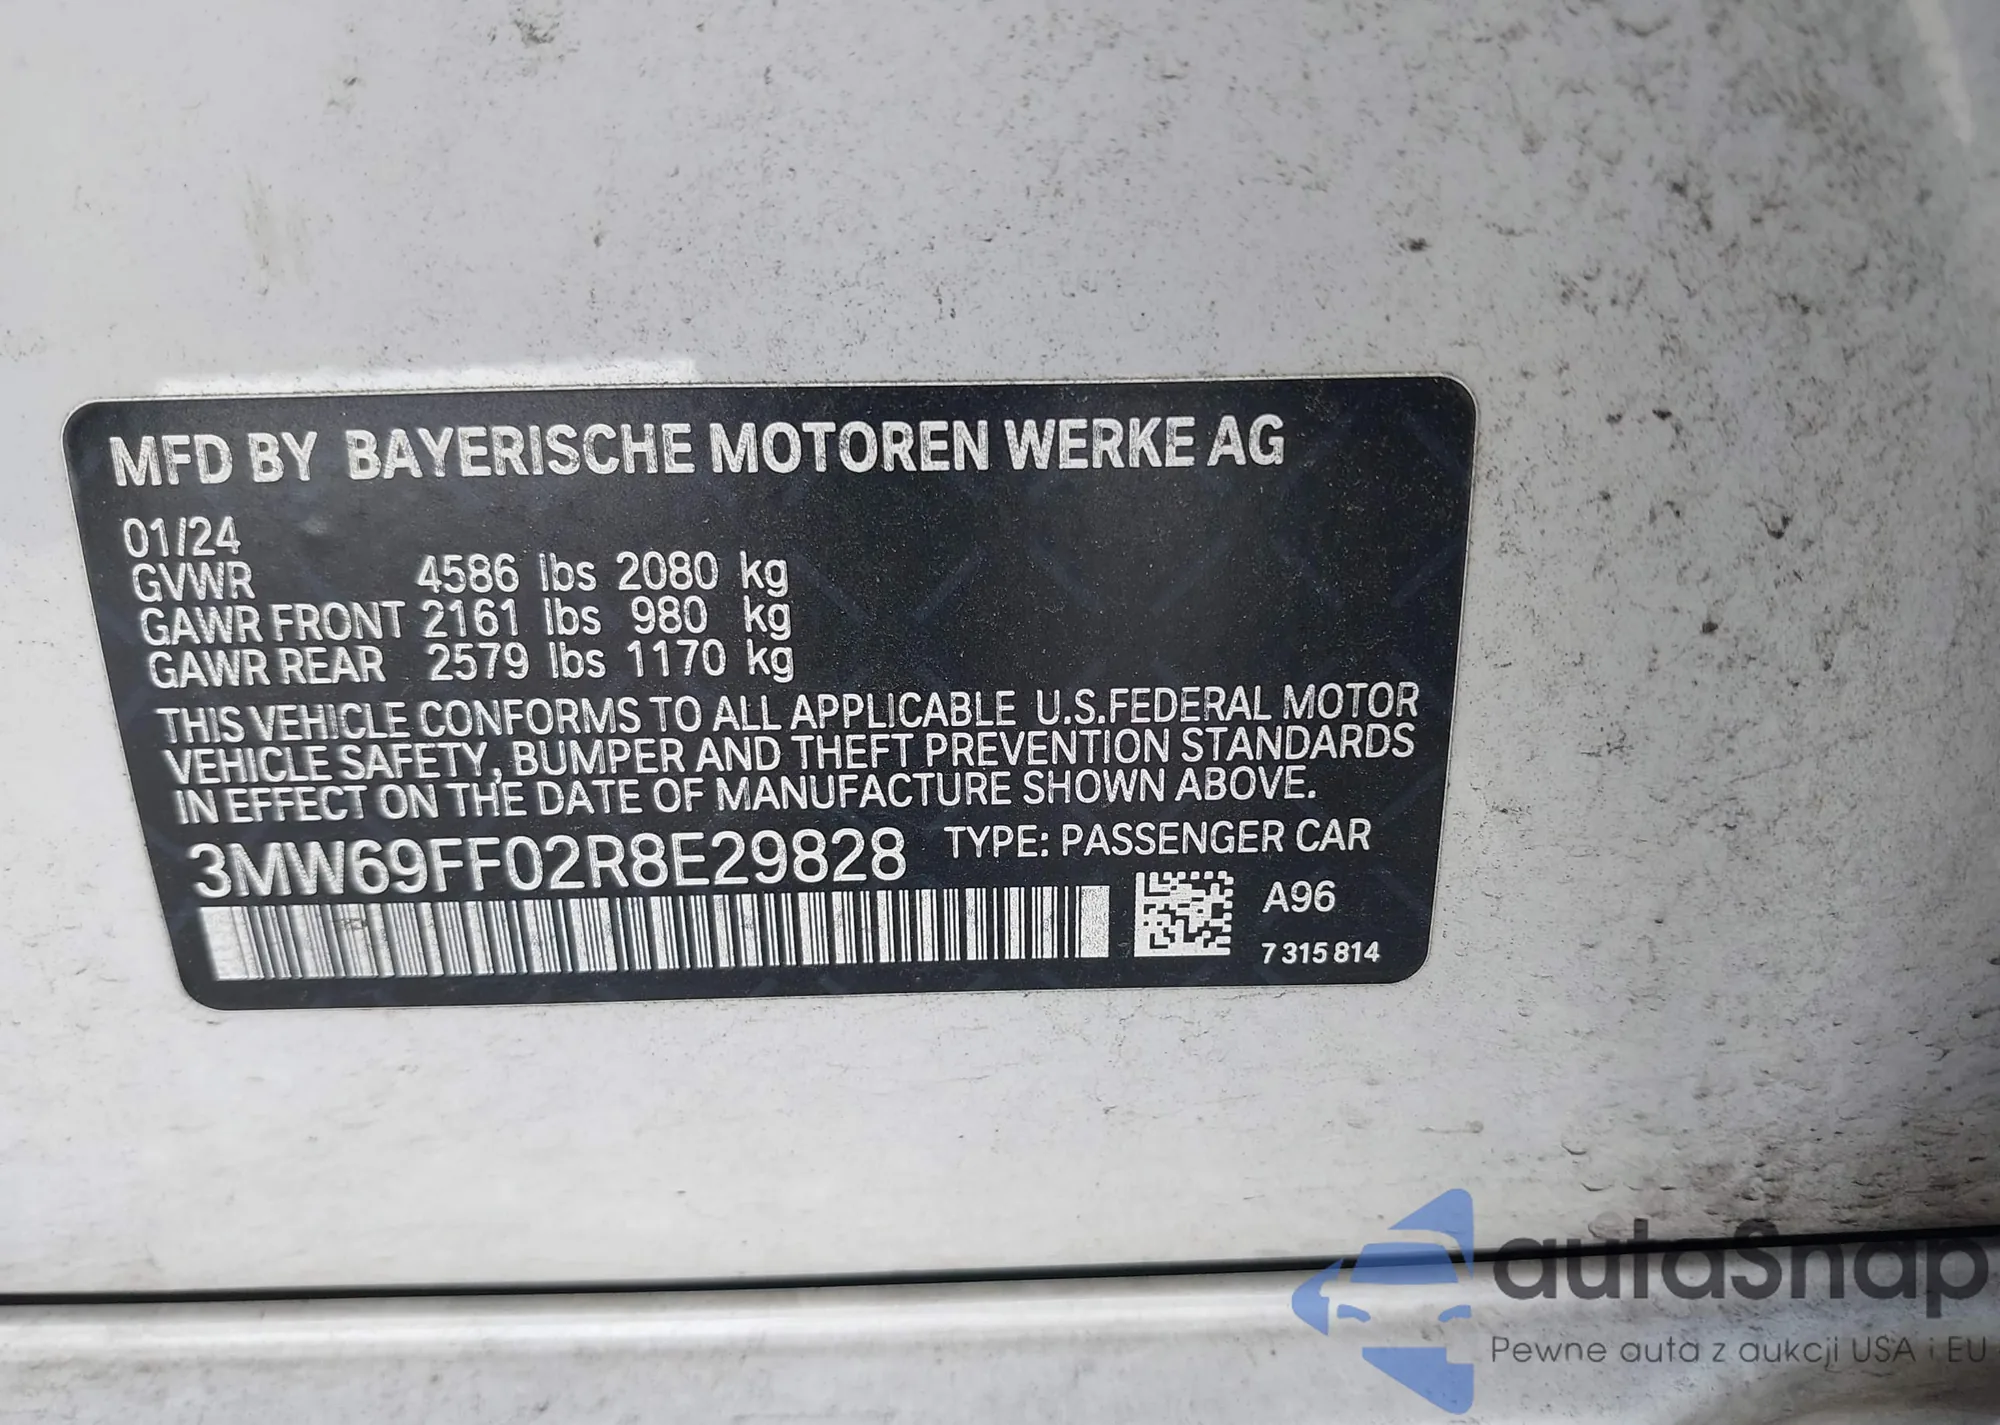 MFD BY BAYERISCHE MOTOREN WERKE AG
01/24
GVWR 4586 lbs 2080 kg
GAWR FRONT 2161 lbs 980 kg
GAWR REAR 2579 lbs 1170 kg
THIS VEHICLE CONFORMS TO ALL APPLICABLE U.S.FEDERAL MOTOR
VEHICLE SAFETY, BUMPER AND THEFT PREVENTION STANDARDS
IN EFFECT ON THE DATE OF MANUFACTURE SHOWN ABOVE.
3MW69FF02R8E29828 TYPE: PASSENGER CAR
A96
7 315 814
autaSnap
Pewne auta z aukcji USA i EU